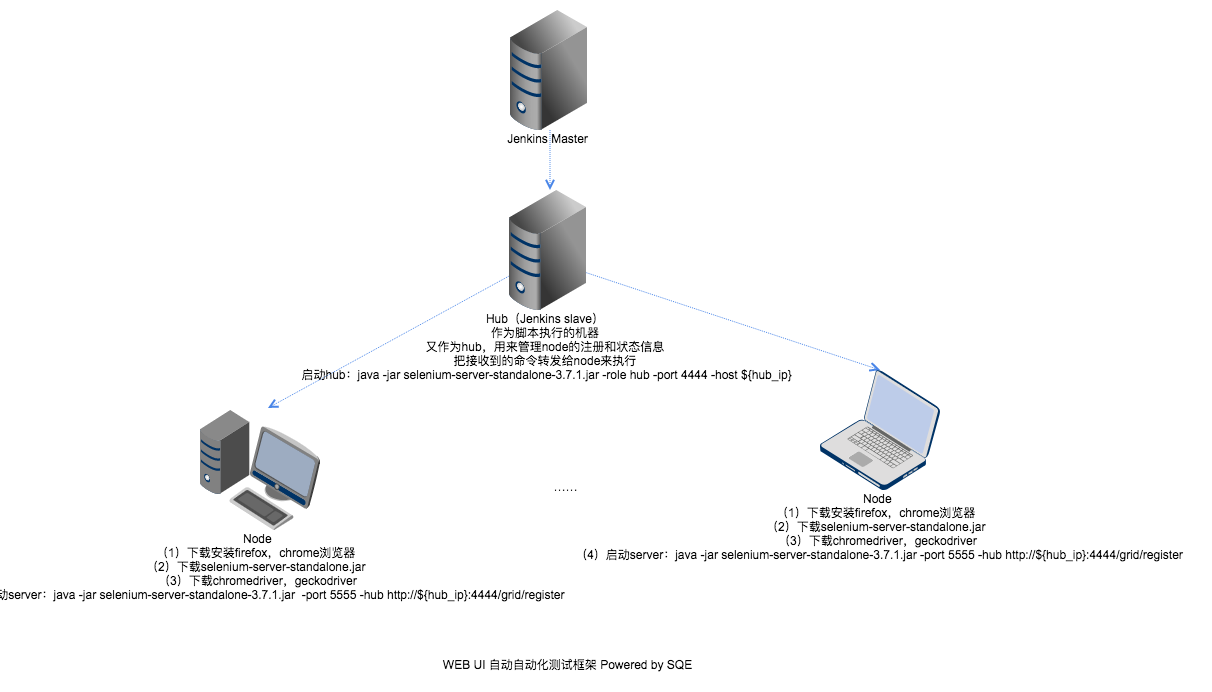 Jenkins Master
Hub（Jenkins slave）
作为脚本执行的机器
又作为hub，用来管理node的注册和状态信息
把接收到的命令转发给node来执行
启动hub：java -jar selenium-server-standalone-3.7.1.jar -role hub -port 4444 -host ${hub_ip}
......
Node
（1）下载安装firefox，chrome浏览器
（2）下载selenium-server-standalone.jar
（3）下载chromedriver，geckodriver
动server：java -jar selenium-server-standalone-3.7.1.jar -port 5555 -hub http://${hub_ip}:4444/grid/register
Node
（1）下载安装firefox，chrome浏览器
（2）下载selenium-server-standalone.jar
（3）下载chromedriver，geckodriver
（4）启动server：java -jar selenium-server-standalone-3.7.1.jar -port 5555 -hub http://${hub_ip}:4444/grid/register
WEB UI 自动自动化测试框架 Powered by SQE